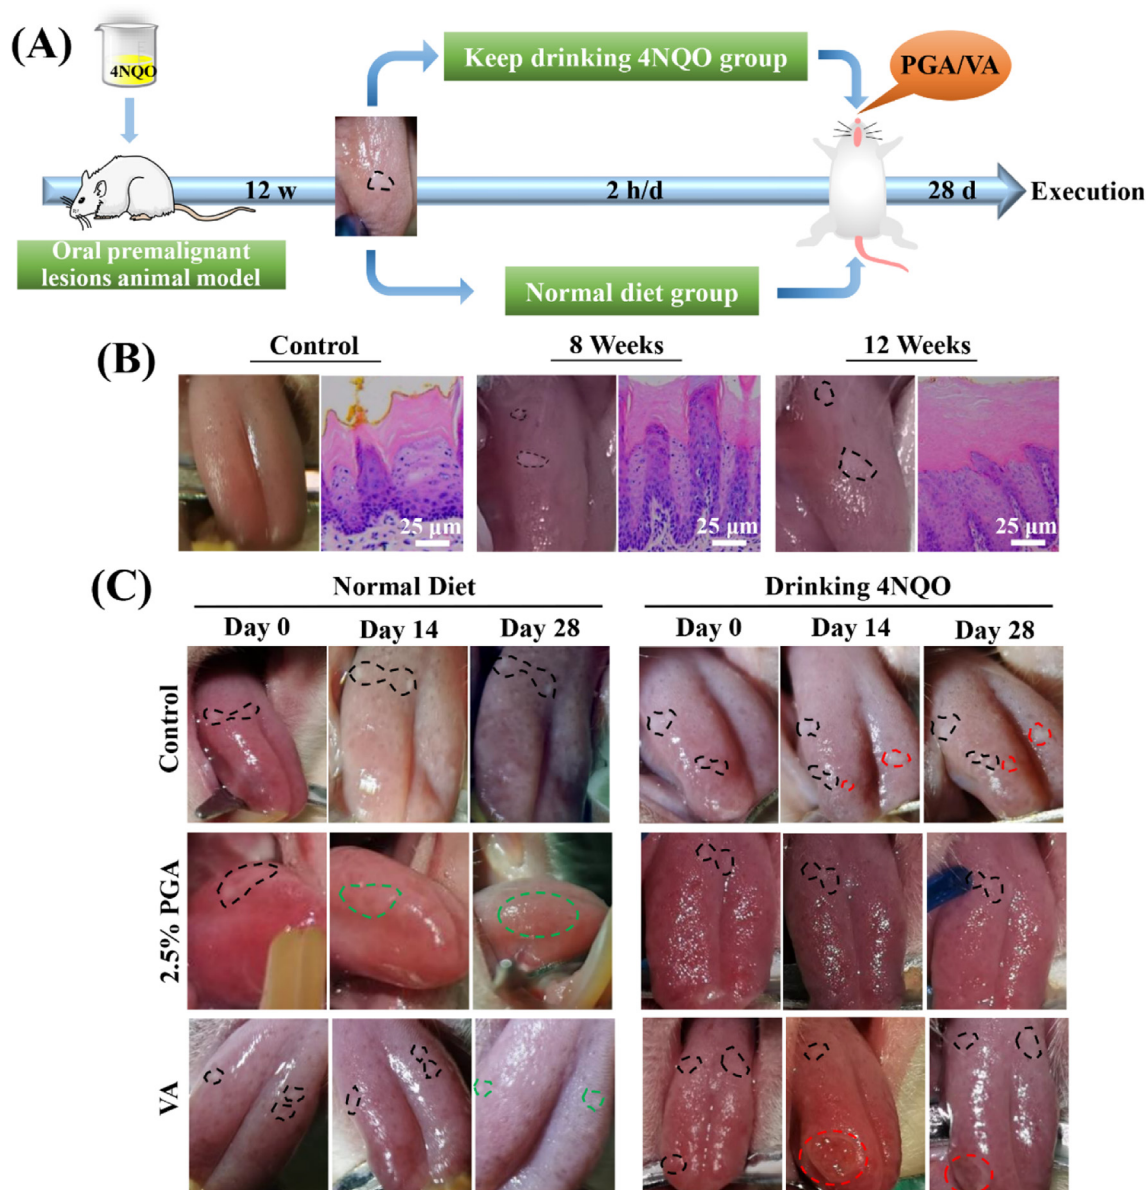 (A)
4NQO
Keep drinking 4NQO group
PGA/VA
12 w
2 h/d
28 d
Execution
Oral premalignant
lesions animal model
Normal diet group
(B)
Control
8 Weeks
12 Weeks
25 μm
25 μm
25 μm
(C)
Normal Diet
Drinking 4NQO
Day 0
Day 14
Day 28
Day 0
Day 14
Day 28
Control
2.5% PGA
VA